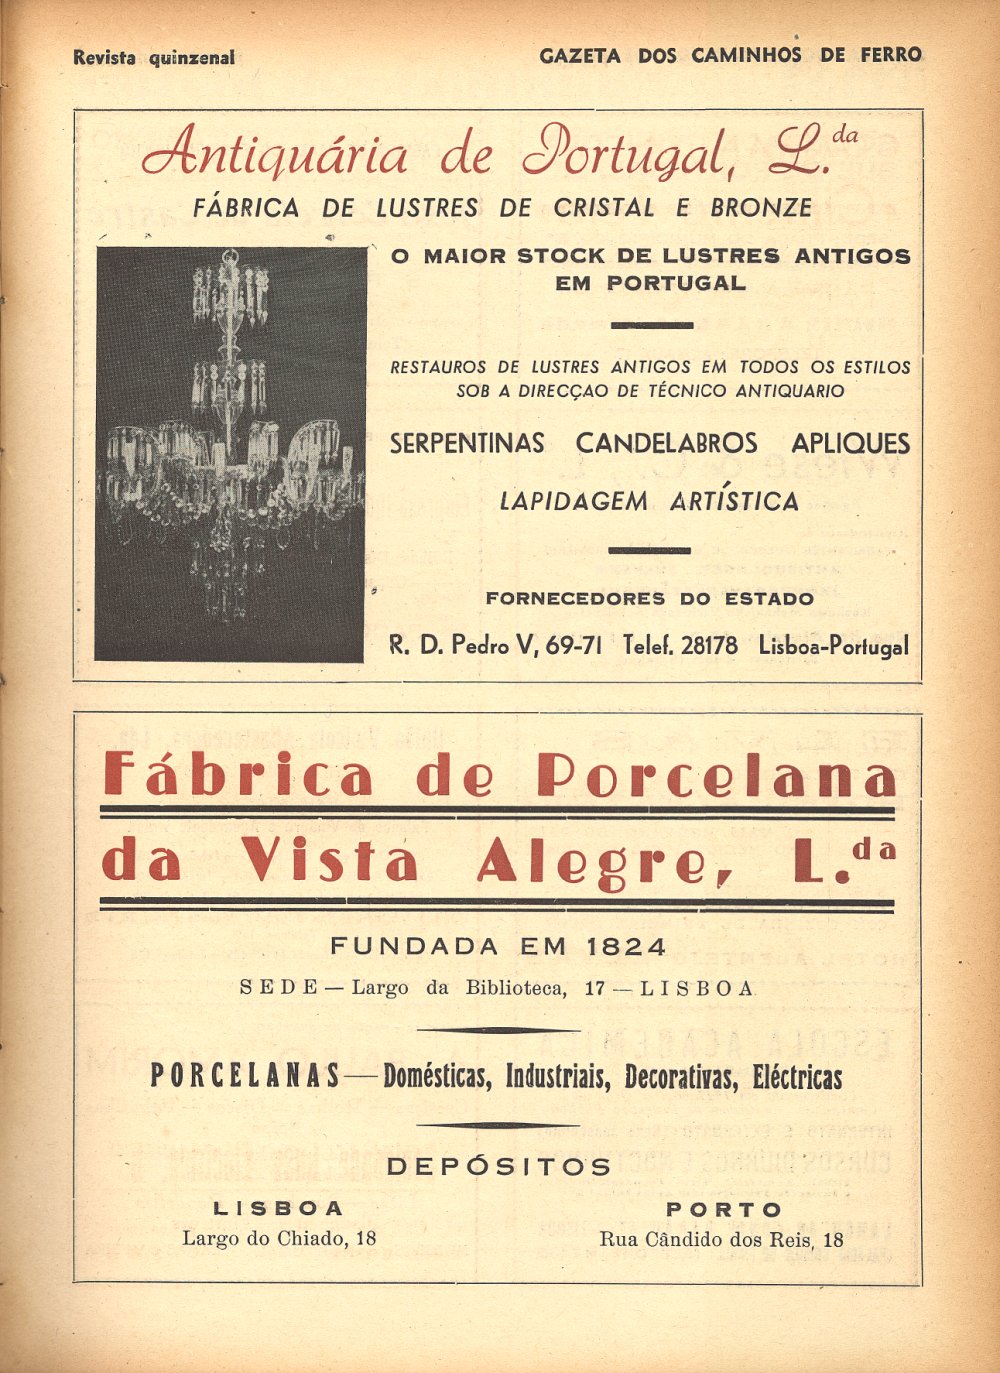 Revista quinzenal
GAZETA DOS CAMINHOS DE FERRO
Antiquária de Portugal, L.da
FÁBRICA DE LUSTRES DE CRISTAL E BRONZE
O MAIOR STOCK DE LUSTRES ANTIGOS
EM PORTUGAL
RESTAUROS DE LUSTRES ANTIGOS EM TODOS OS ESTILOS
SOB A DIRECÇAO DE TÉCNICO ANTIQUARIO
SERPENTINAS CANDELABROS APLIQUES
LAPIDAGEM ARTÍSTICA
FORNECEDORES DO ESTADO
R. D. Pedro V, 69-71 Telef. 28178 Lisboa-Portugal
Fábrica de Porcelana
da Vista Alegre, L.da
FUNDADA EM 1824
SEDE — Largo da Biblioteca, 17 — LISBOA
PORCELANAS — Domésticas, Industriais, Decorativas, Eléctricas
DEPÓSITOS
LISBOA
Largo do Chiado, 18
PORTO
Rua Cândido dos Reis, 18